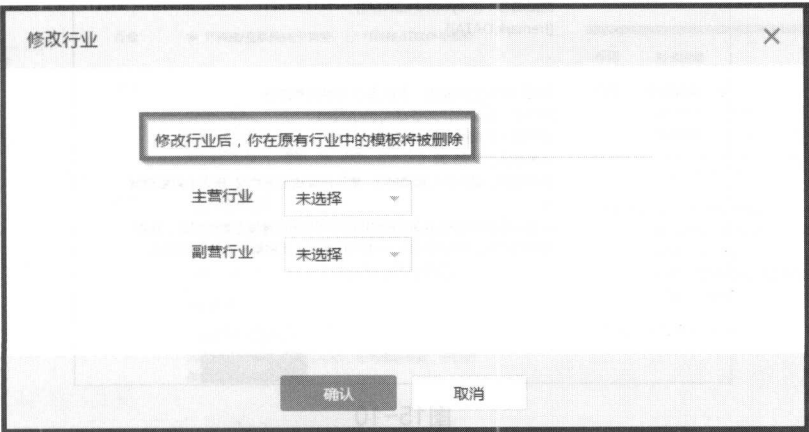 修改行业
修改行业后，你在原有行业中的模板将被删除
主营行业 未选择
副营行业 未选择
确认 取消